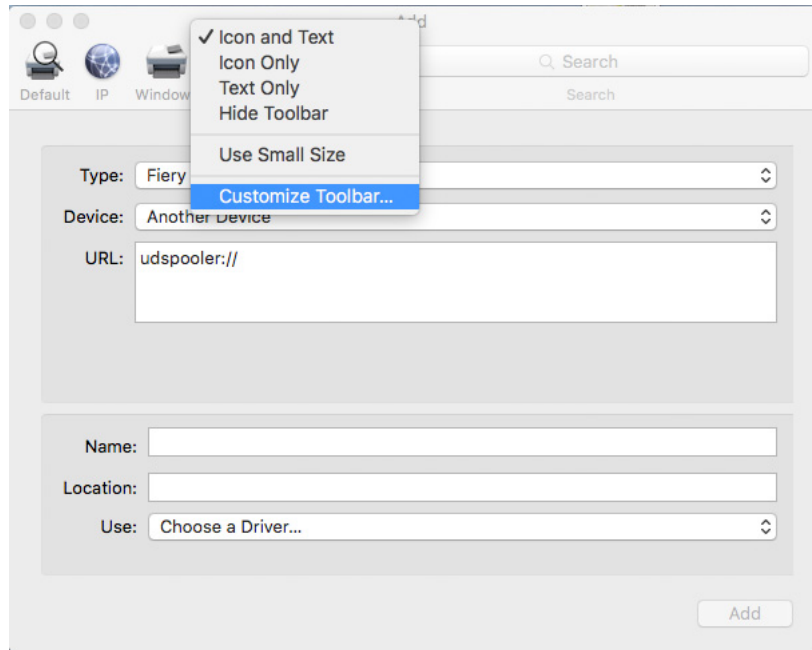 Add
✓ Icon and Text
Icon Only
Text Only
Hide Toolbar
Use Small Size
Customize Toolbar...
Default IP Window
Search
Search
Type: Fiery
Device: Another Device
URL: udspooler://
Name:
Location:
Use: Choose a Driver...
Add